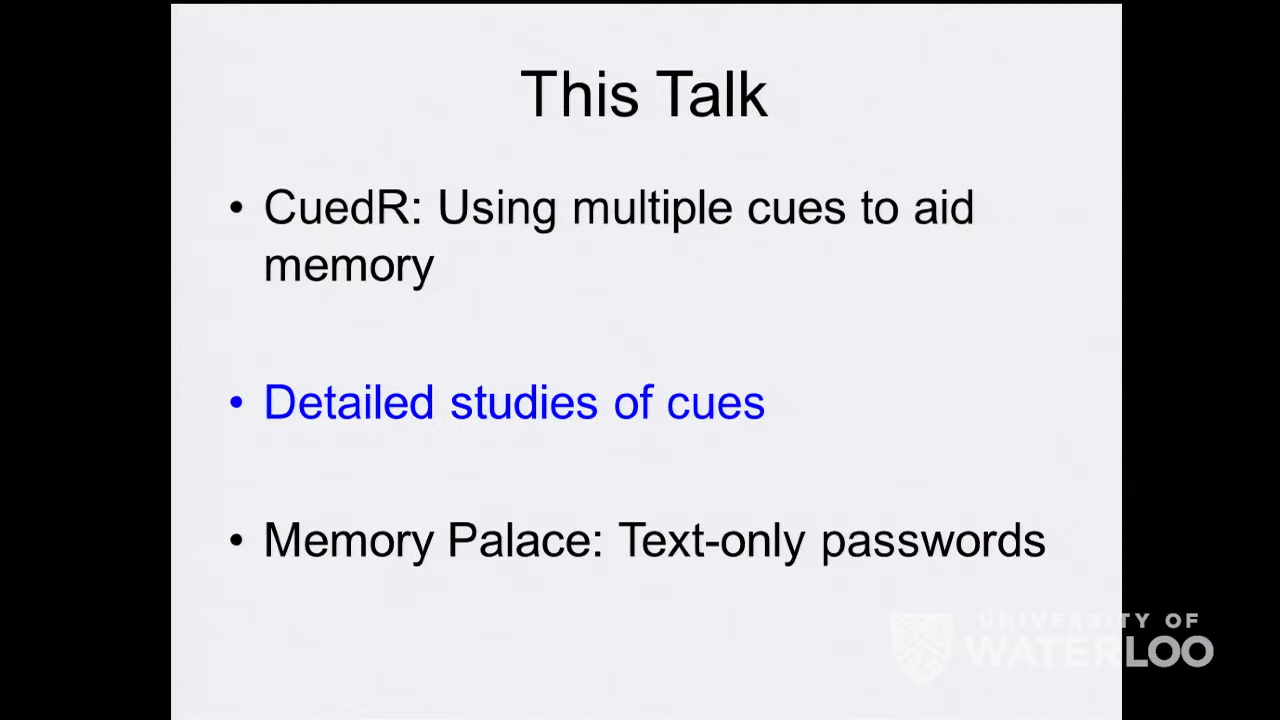 This Talk
• CuedR: Using multiple cues to aid
memory
• Detailed studies of cues
• Memory Palace: Text-only passwords
UNIVERSITY OF
WATERLOO